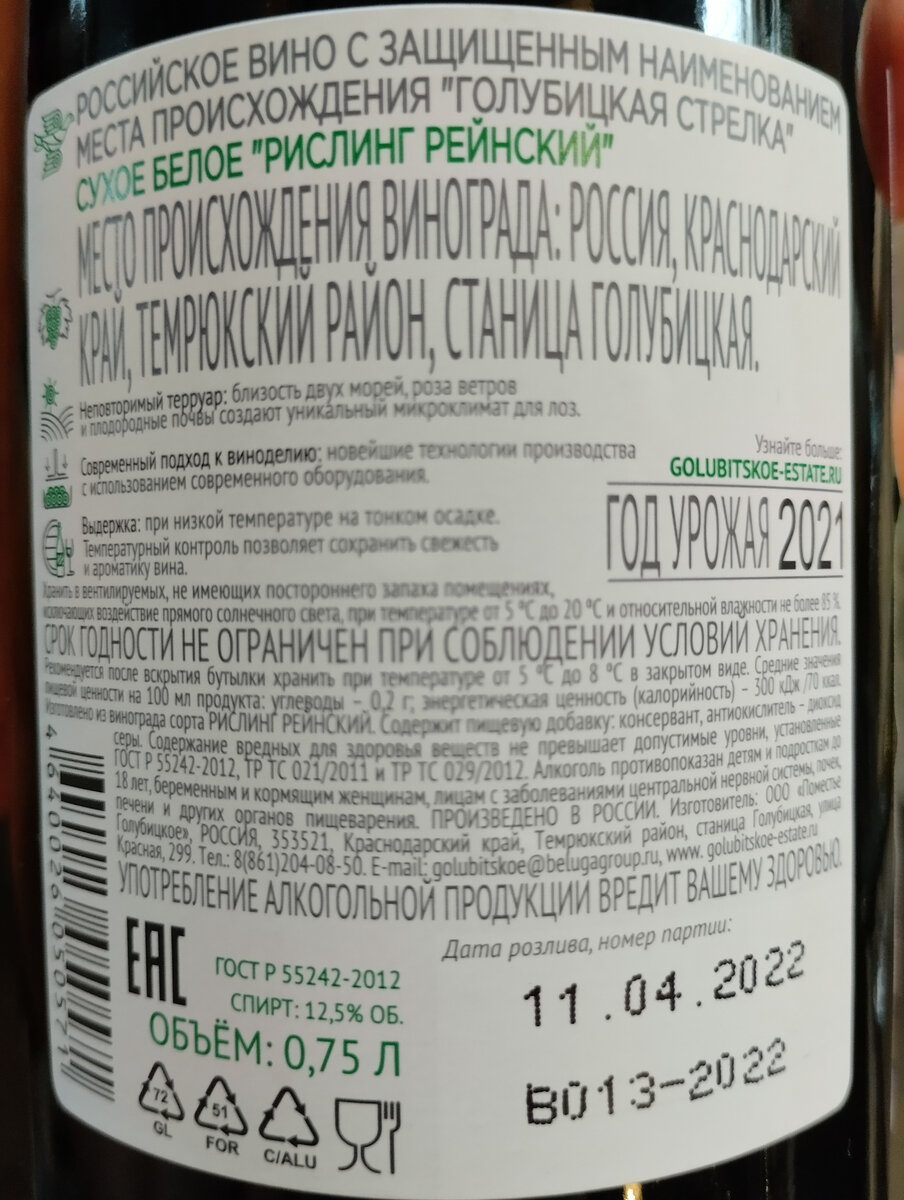 РОССИЙСКОЕ ВИНО С ЗАЩИЩЕННЫМ НАИМЕНОВАНИЕМ
МЕСТА ПРОИСХОЖДЕНИЯ "ГОЛУБИЦКАЯ СТРЕЛКА"
СУХОЕ БЕЛОЕ "РИСЛИНГ РЕЙНСКИЙ"
МЕСТО ПРОИСХОЖДЕНИЯ ВИНОГРАДА: РОССИЯ, КРАСНОДАРСКИЙ
КРАЙ, ТЕМРЮКСКИЙ РАЙОН, СТАНИЦА ГОЛУБИЦКАЯ.
Неповторимый терруар: близость двух морей, роза ветров
и плодородные почвы создают уникальный микроклимат для лоз.
Современный подход к виноделию: новейшие технологии производства
с использованием современного оборудования.
Узнайте больше:
GOLUBITSKOE-ESTATE.RU
ГОД УРОЖАЯ 2021
Выдержка: при низкой температуре на тонком осадке.
Температурный контроль позволяет сохранить свежесть
и ароматику вина.
Хранить в вентилируемых, не имеющих постороннего запаха помещениях,
исключающих воздействие прямого солнечного света, при температуре от 5 °С до 20 °С и относительной влажности не более 85 %.
СРОК ГОДНОСТИ НЕ ОГРАНИЧЕН ПРИ СОБЛЮДЕНИИ УСЛОВИЙ ХРАНЕНИЯ.
Рекомендуется после вскрытия бутылки хранить при температуре от 5 °С до 8 °С в закрытом виде. Средние значения
пищевой ценности на 100 мл продукта: углеводы – 0,2 г; энергетическая ценность (калорийность) – 300 кДж /70 ккал.
Изготовлено из винограда сорта РИСЛИНГ РЕЙНСКИЙ. Содержит пищевую добавку: консервант, антиокислитель – диоксид
серы. Содержание вредных для здоровья веществ не превышает допустимые уровни, установленные
ГОСТ Р 55242-2012, ТР ТС 021/2011 и ТР ТС 029/2012. Алкоголь противопоказан детям и подросткам до
18 лет, беременным и кормящим женщинам, лицам с заболеваниями центральной нервной системы, почек,
печени и других органов пищеварения. ПРОИЗВЕДЕНО В РОССИИ. Изготовитель: ООО «Поместье
Голубицкое», РОССИЯ, 353521, Краснодарский край, Темрюкский район, станица Голубицкая, улица
Красная, 299. Тел.: 8(861)204-08-50. E-mail: golubitskoe@belugagroup.ru, www. golubitskoe-estate.ru
УПОТРЕБЛЕНИЕ АЛКОГОЛЬНОЙ ПРОДУКЦИИ ВРЕДИТ ВАШЕМУ ЗДОРОВЬЮ.
4640026050571
ЕАС
ГОСТ Р 55242-2012
СПИРТ: 12,5% ОБ.
ОБЪЁМ: 0,75 Л
Дата розлива, номер партии:
11.04.2022
В013-2022
72
GL
51
FOR
C/ALU